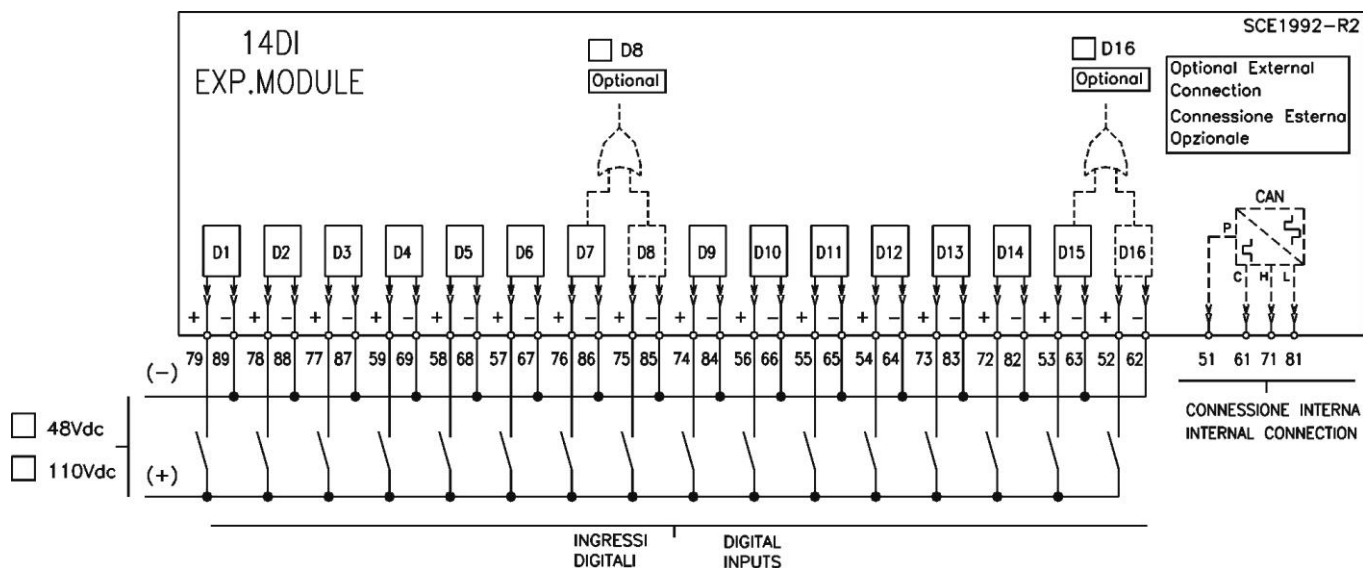 SCE1992-R2
14DI
EXP.MODULE
D8
Optional
D16
Optional
Optional External
Connection
Connessione Esterna
Opzionale
CAN
P
C H L
D1 D2 D3 D4 D5 D6 D7 D8 D9 D10 D11 D12 D13 D14 D15 D16
+ − + − + − + − + − + − + − + − + − + − + − + − + − + − + − + −
79 89 78 88 77 87 59 69 58 68 57 67 76 86 75 85 74 84 56 66 55 65 54 64 73 83 72 82 53 63 52 62 51 61 71 81
(-)
48Vdc
110Vdc
(+)
CONNESSIONE INTERNA
INTERNAL CONNECTION
INGRESSI
DIGITALI
DIGITAL
INPUTS